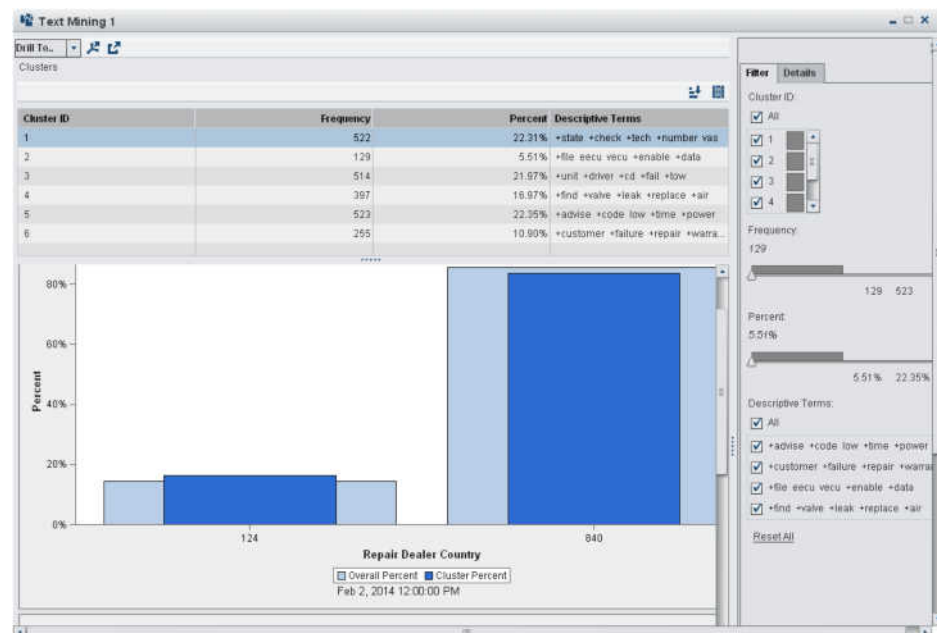 Text Mining 1
Drill To..
Clusters
Cluster ID Frequency Percent Descriptive Terms
1 522 22.31% +state +check +tech +number vas
2 129 5.51% +file eecu vecu +enable +data
3 514 21.97% +unit +driver +cd +fail +tow
4 397 16.97% +find +valve +leak +replace +air
5 523 22.35% +advise +code low +time +power
6 255 10.90% +customer +failure +repair +warra...
80%
60%
40%
20%
0%
Percent
124 840
Repair Dealer Country
Overall Percent Cluster Percent
Feb 2, 2014 12:00:00 PM
Filter Details
Cluster ID:
All
1
2
3
4
Frequency:
129
129 523
Percent:
5.51%
5.51% 22.35%
Descriptive Terms:
All
+advise +code low +time +power
+customer +failure +repair +warra
+file eecu vecu +enable +data
+find +valve +leak +replace +air
Reset All